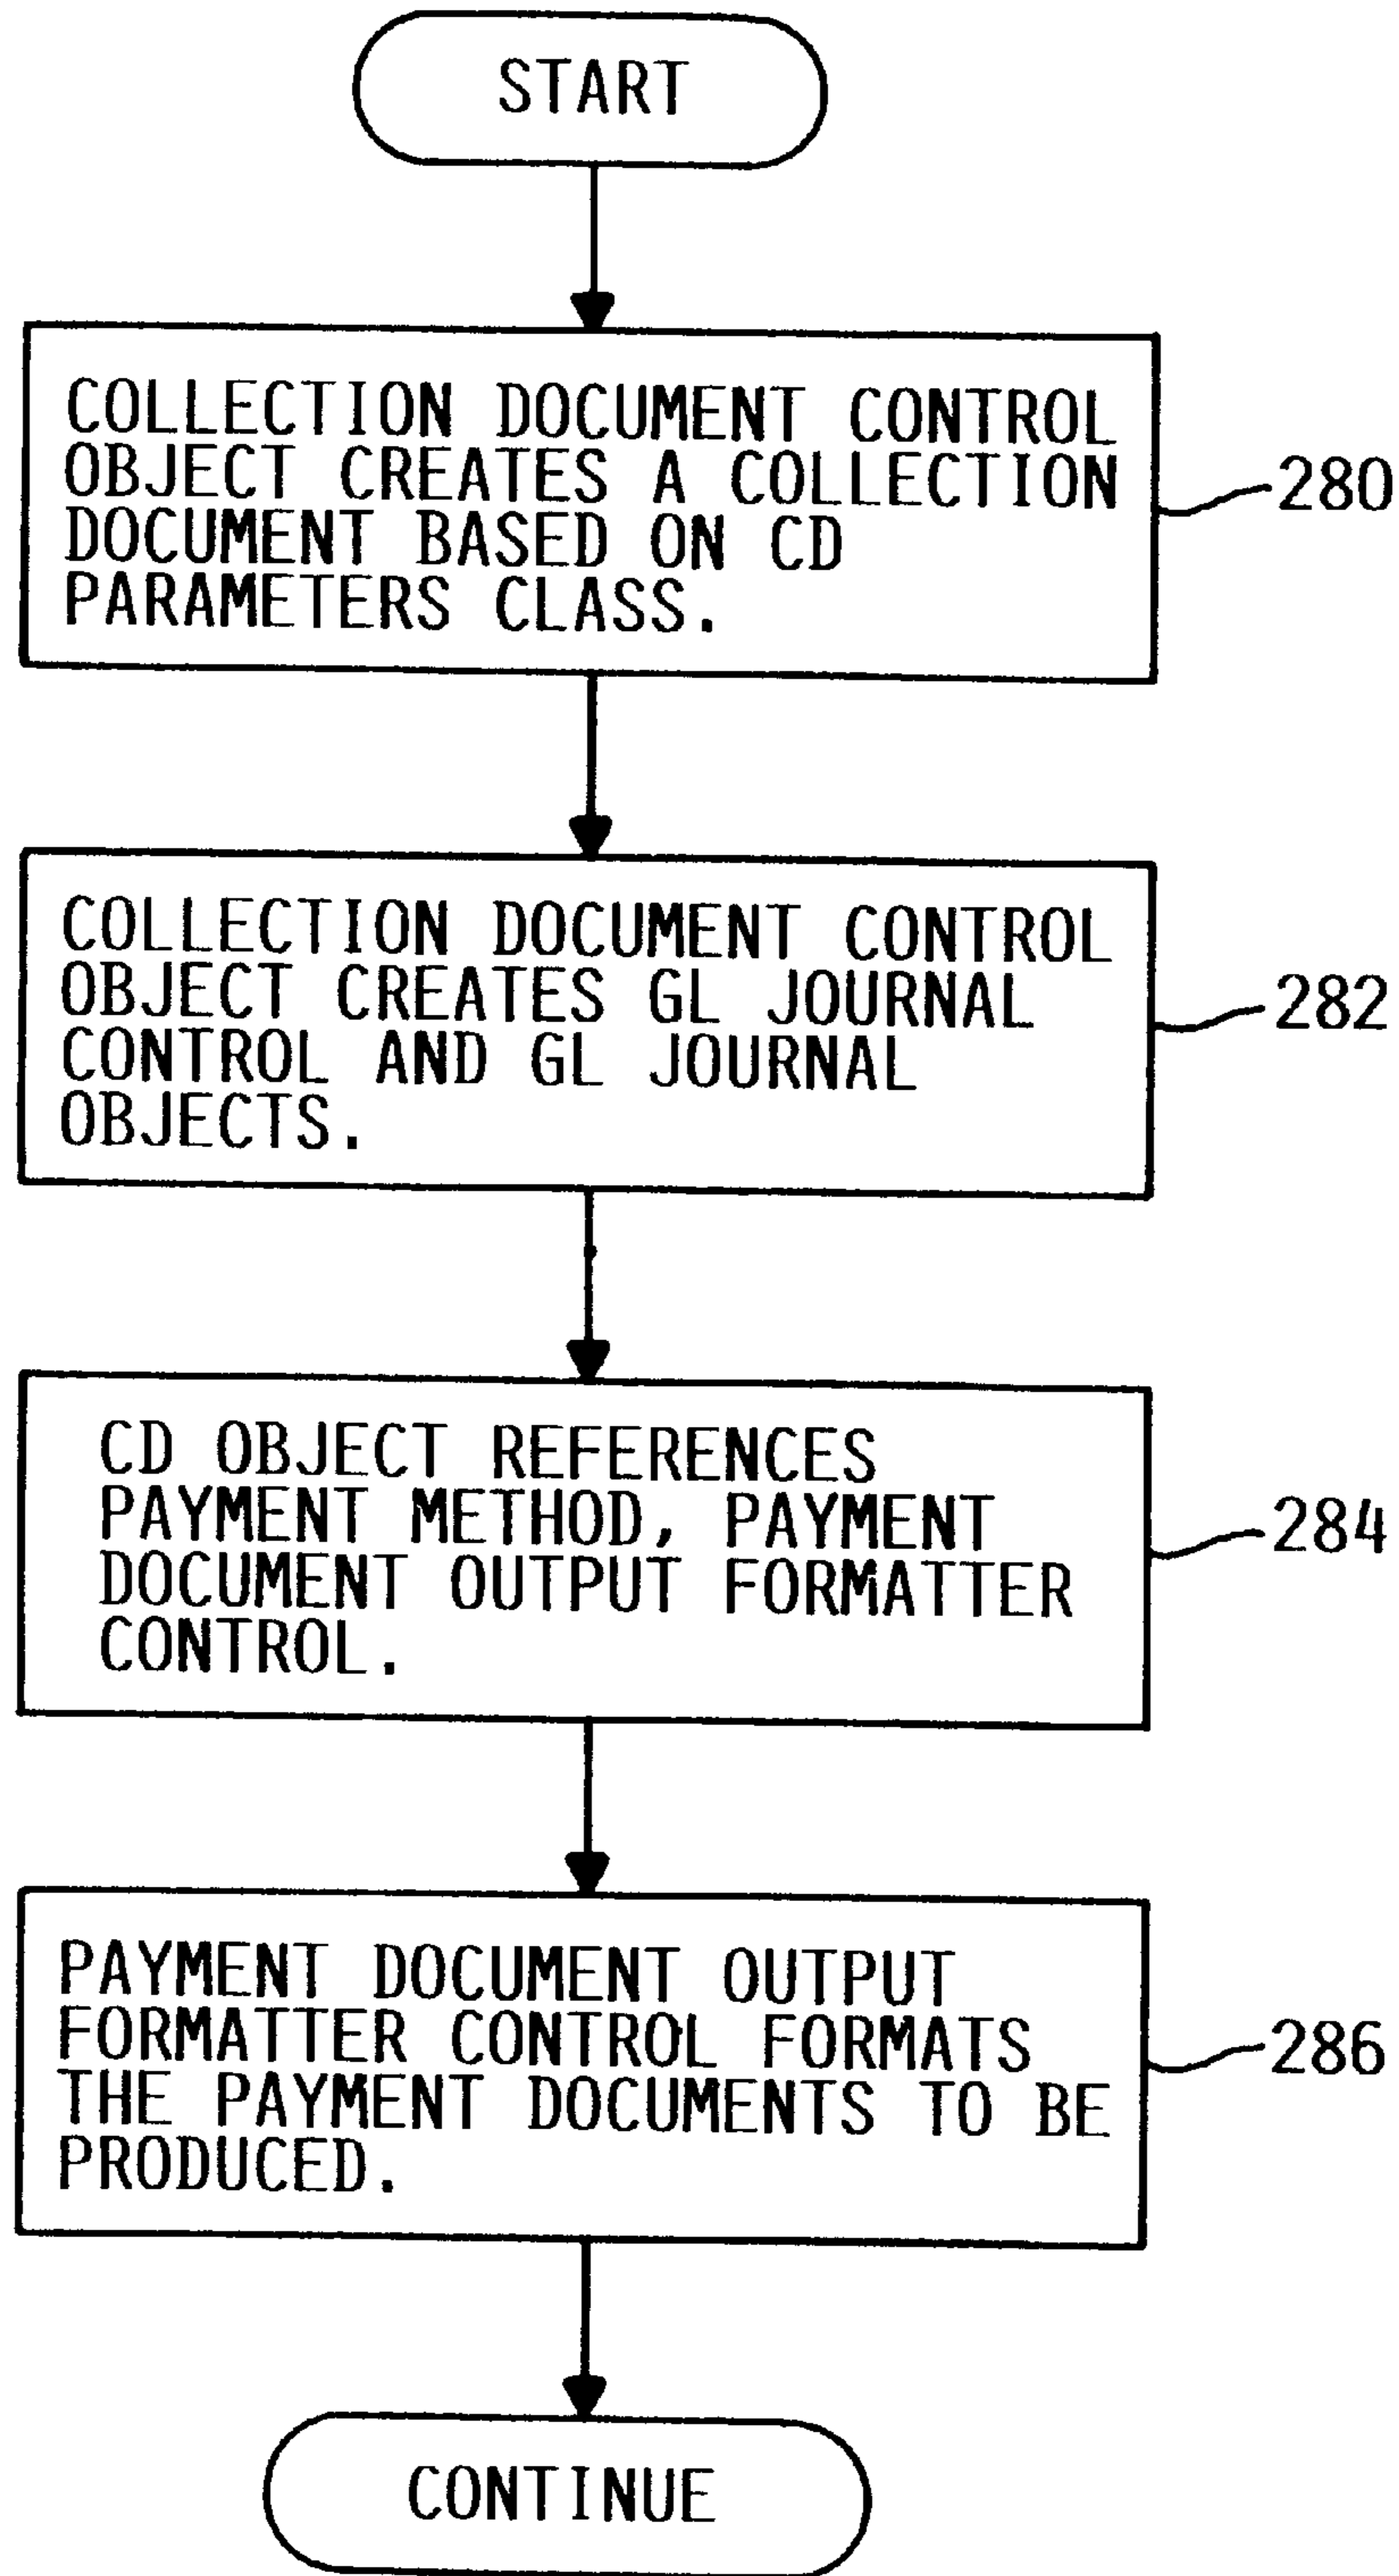 START
COLLECTION DOCUMENT CONTROL
OBJECT CREATES A COLLECTION
DOCUMENT BASED ON CD
PARAMETERS CLASS.
280
COLLECTION DOCUMENT CONTROL
OBJECT CREATES GL JOURNAL
CONTROL AND GL JOURNAL
OBJECTS.
282
CD OBJECT REFERENCES
PAYMENT METHOD, PAYMENT
DOCUMENT OUTPUT FORMATTER
CONTROL.
284
PAYMENT DOCUMENT OUTPUT
FORMATTER CONTROL FORMATS
THE PAYMENT DOCUMENTS TO BE
PRODUCED.
286
CONTINUE